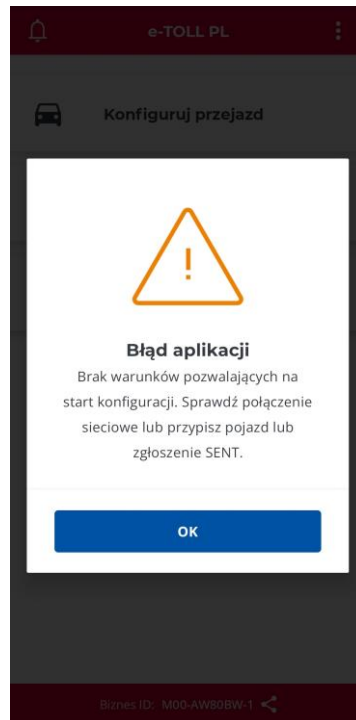 e-TOLL PL
Konfiguruj przejazd
!
Błąd aplikacji
Brak warunków pozwalających na
start konfiguracji. Sprawdź połączenie
sieciowe lub przypisz pojazd lub
zgłoszenie SENT.
OK
Biznes ID: M00-AW80BW-1